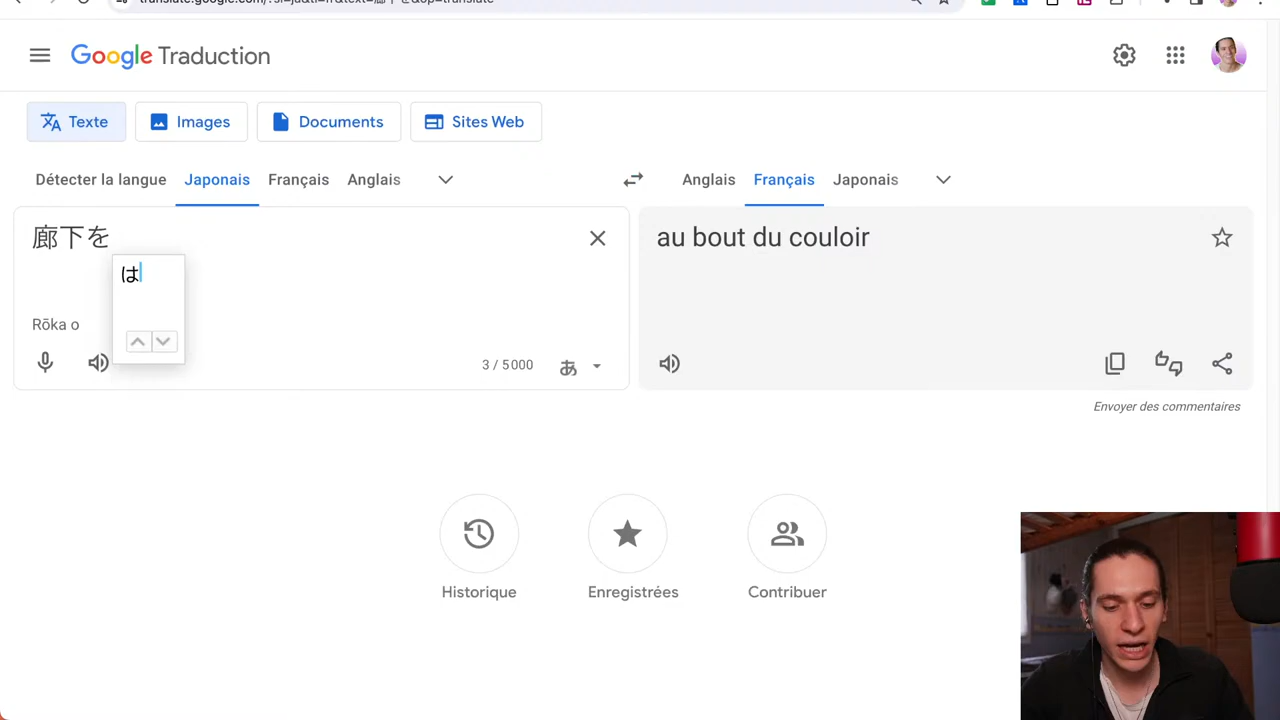 Google Traduction
Texte
Images
Documents
Sites Web
Détecter la langue
Japonais
Français
Anglais
Anglais
Français
Japonais
廊下を
は
Rōka o
3 / 5000
あ
au bout du couloir
Envoyer des commentaires
Historique
Enregistrées
Contribuer